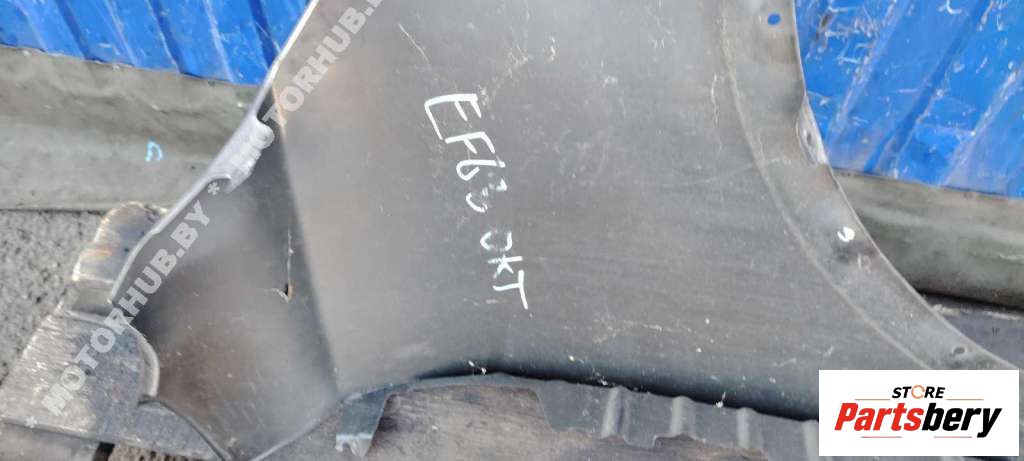 EF63 OKT
MOTORHUB.BY * MOTORHUB.BY
STORE
Partsbery